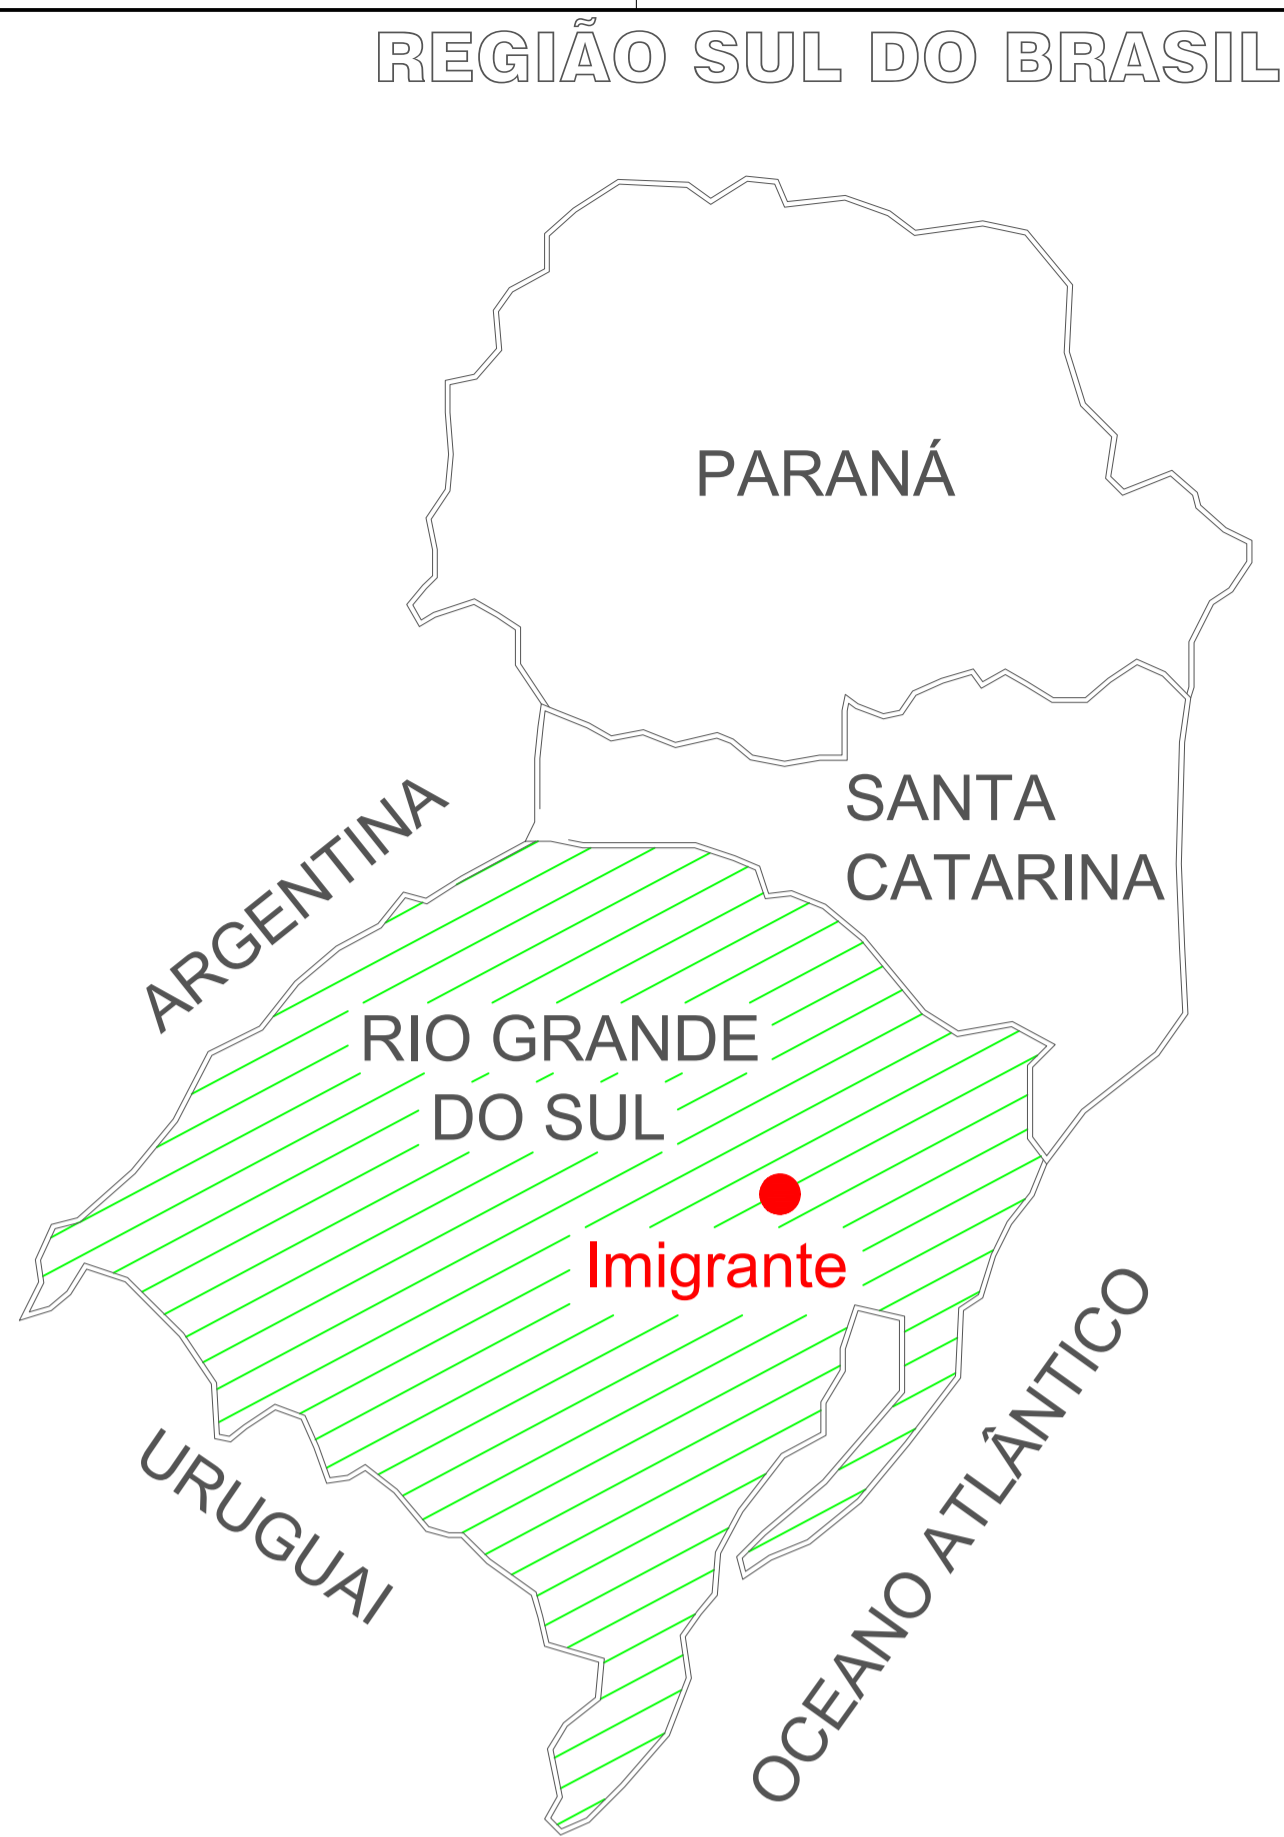 REGIÃO SUL DO BRASIL
PARANÁ
SANTA
CATARINA
ARGENTINA
RIO GRANDE
DO SUL
Imigrante
URUGUAI
OCEANO ATLÂNTICO